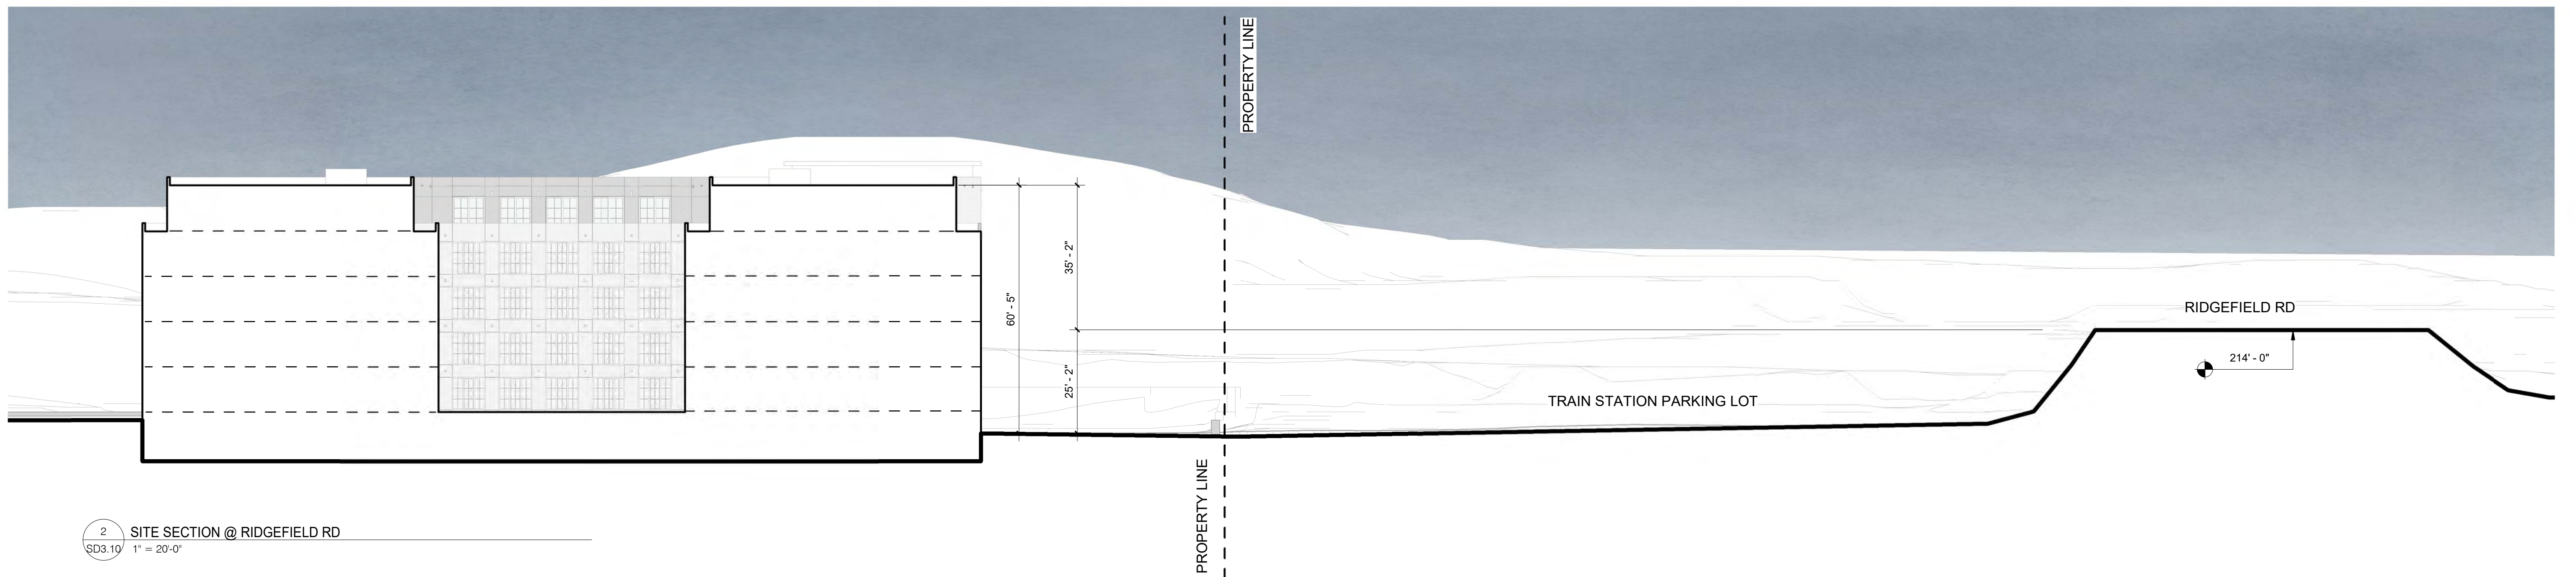 PROPERTY LINE
35' - 2"
60' - 5"
25' - 2"
RIDGEFIELD RD
214' - 0"
TRAIN STATION PARKING LOT
PROPERTY LINE
2
SITE SECTION @ RIDGEFIELD RD
SD3.10
1" = 20'-0"